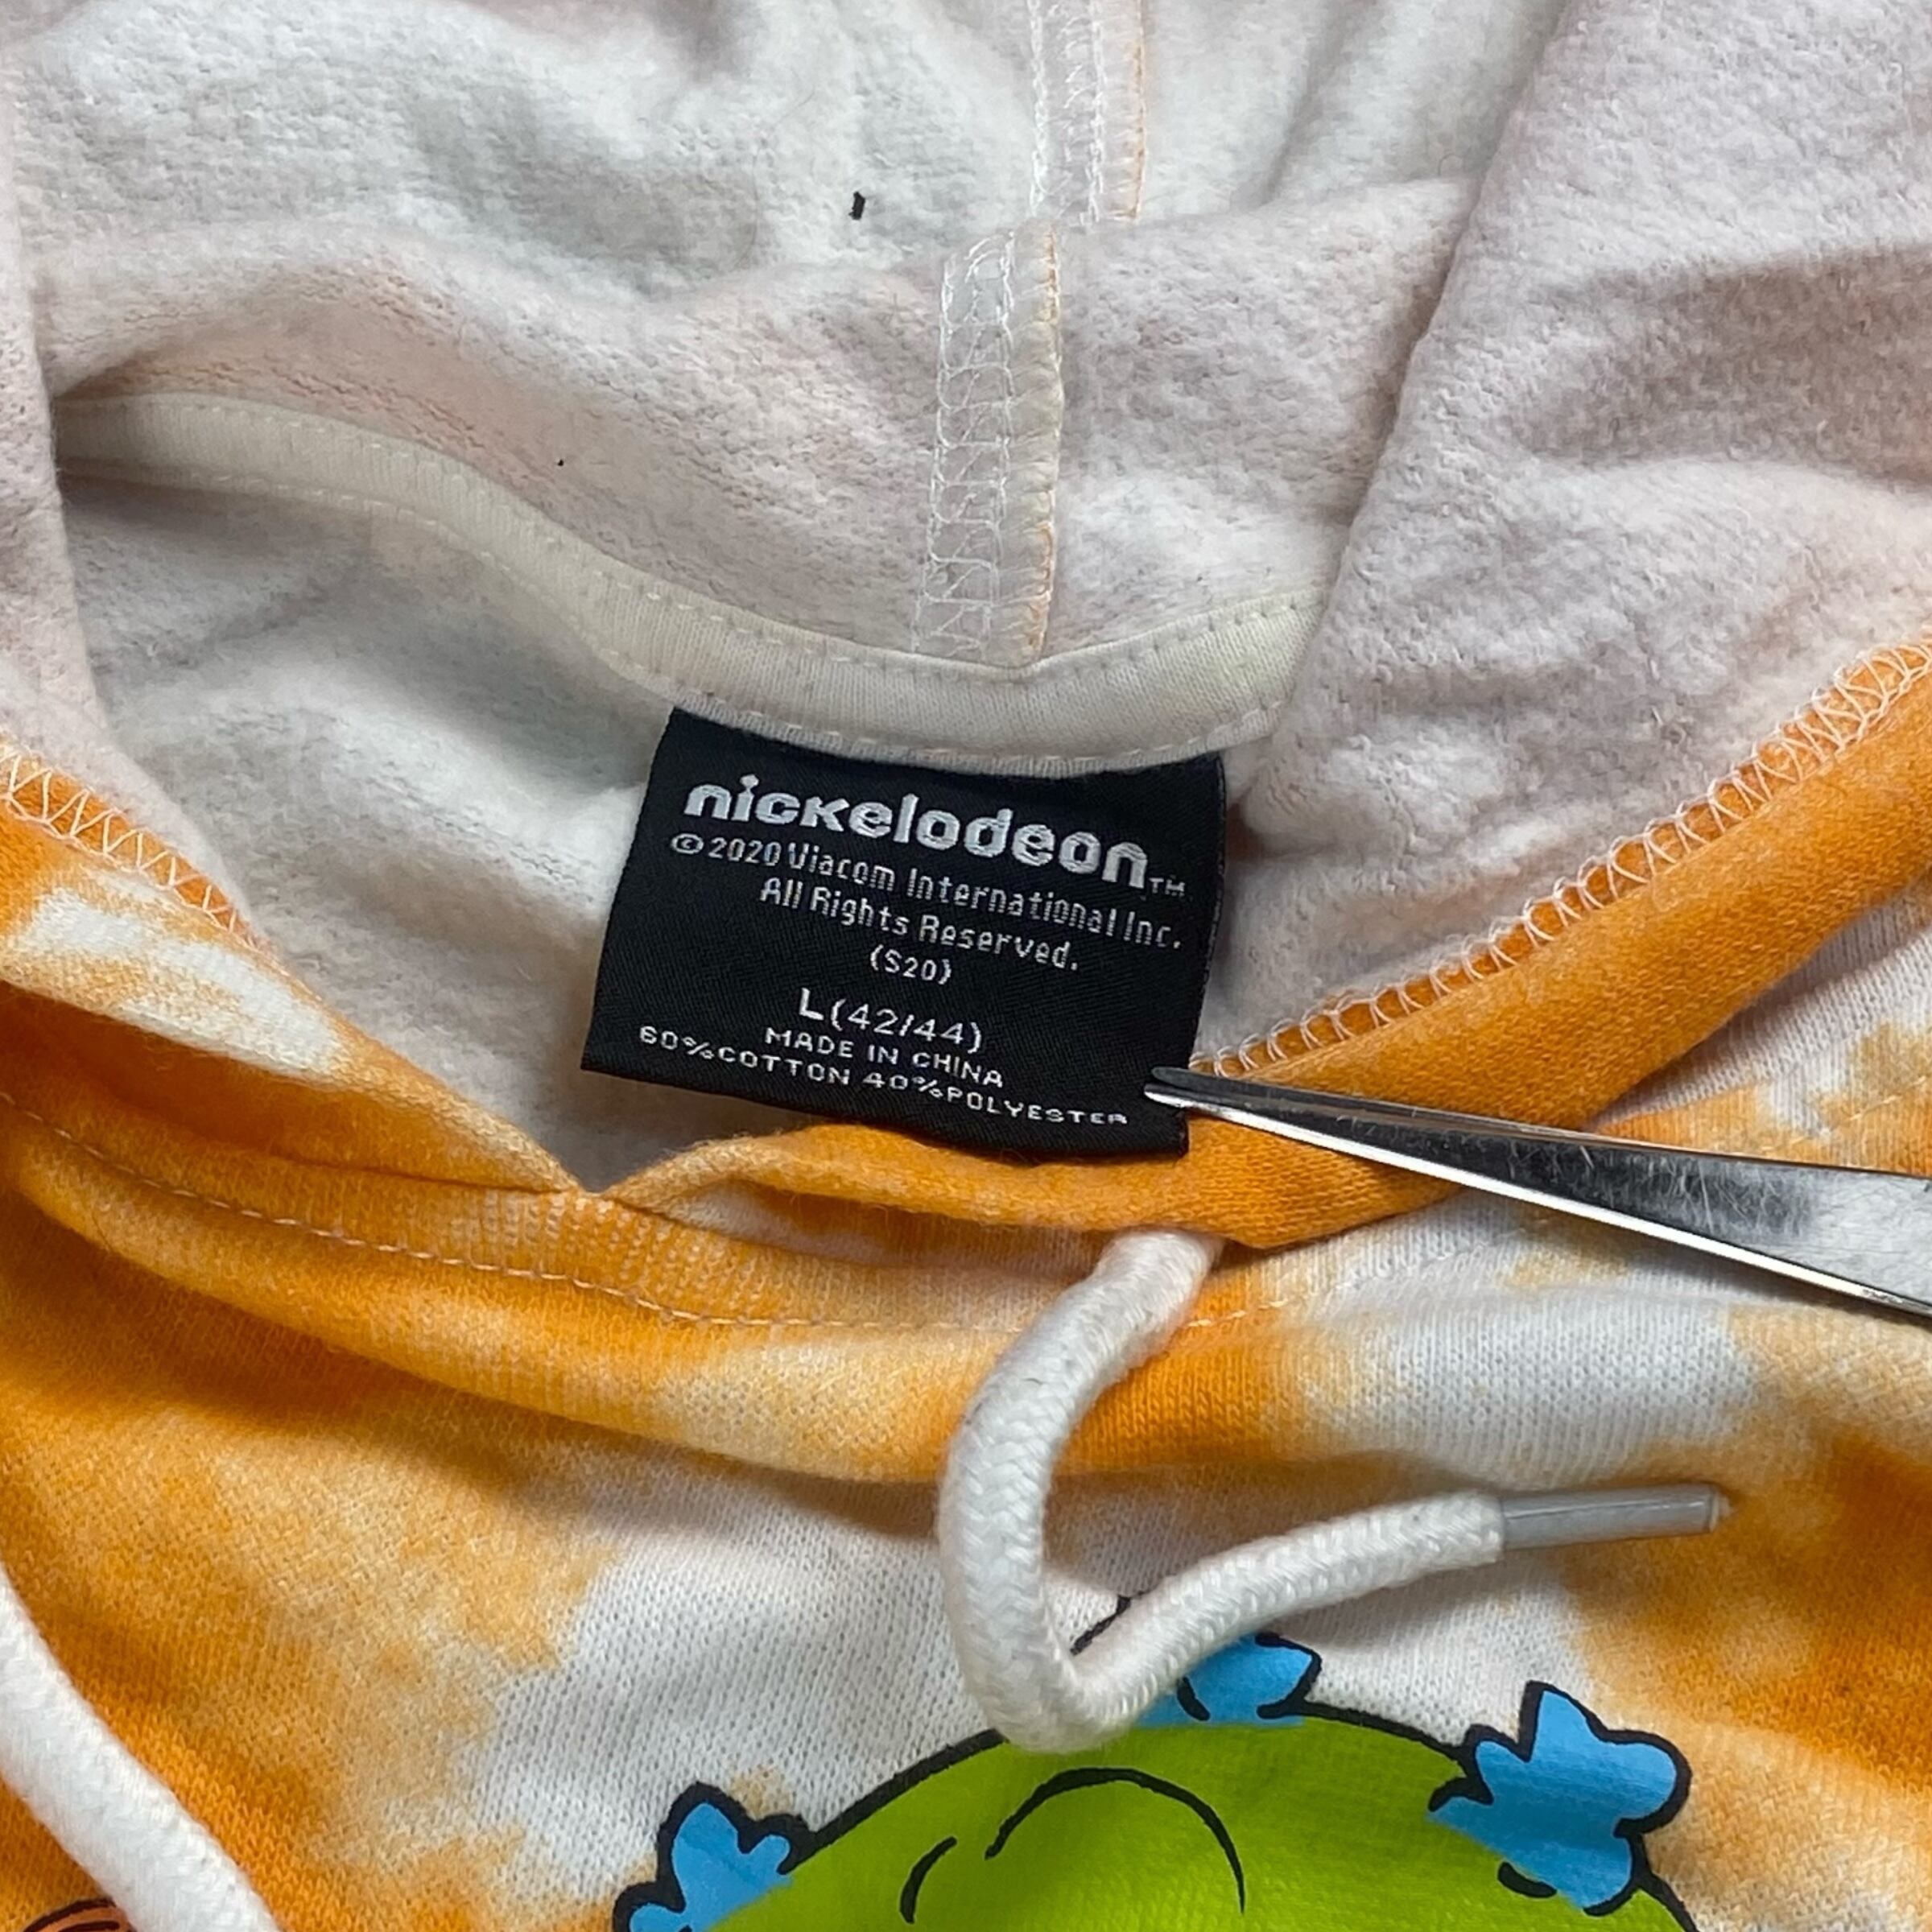 nickelodeon™
© 2020 Viacom International Inc.
All Rights Reserved.
(S20)
L(42/44)
MADE IN CHINA
60%COTTON 40%POLYESTER